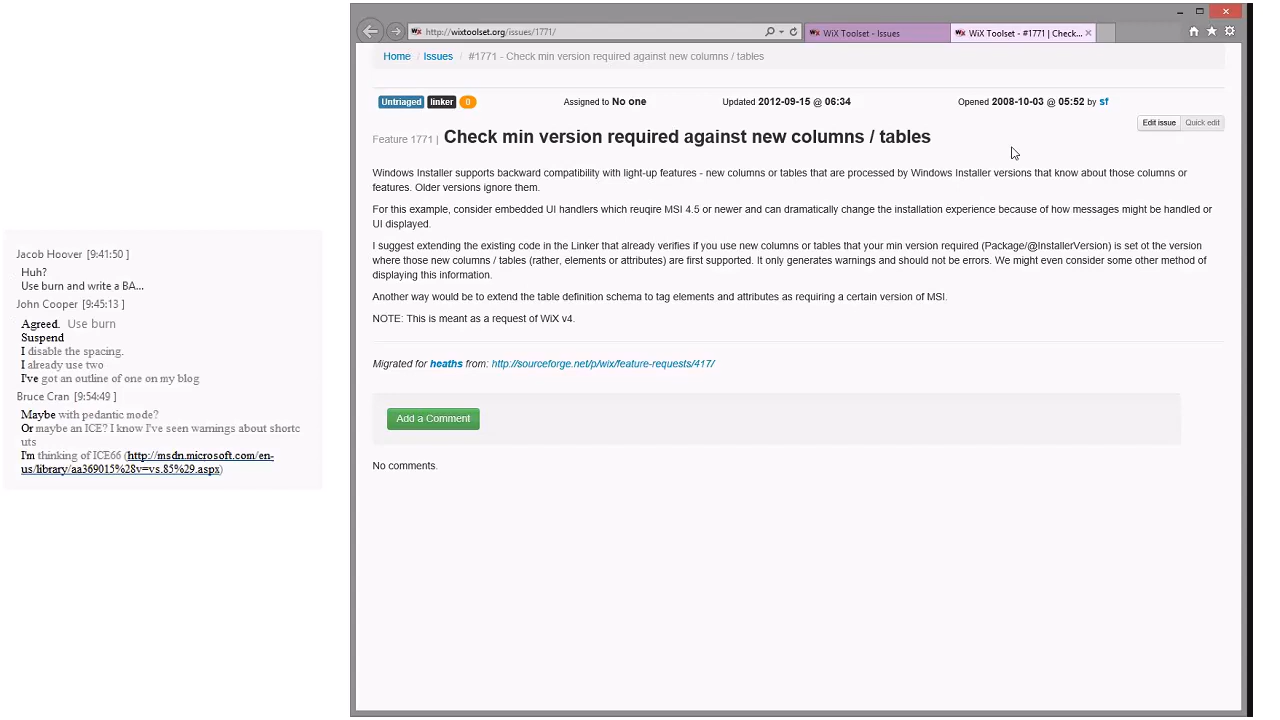 Jacob Hoover [9:41:50 ]
Huh?
Use burn and write a BA...
John Cooper [9:45:13 ]
Agreed. Use burn
Suspend
I disable the spacing.
I already use two
I've got an outline of one on my blog
Bruce Cran [9:54:49 ]
Maybe with pedantic mode?
Or maybe an ICE? I know I've seen warnings about shortc
uts
I'm thinking of ICE66 (http://msdn.microsoft.com/en-
us/library/aa369015%28v=vs.85%29.aspx)
http://wixtoolset.org/issues/1771/
WiX Toolset - Issues
WiX Toolset - #1771 | Check...
Home / Issues / #1771 - Check min version required against new columns / tables
Untriaged linker 0 Assigned to No one Updated 2012-09-15 @ 06:34 Opened 2008-10-03 @ 05:52 by sf
Edit issue Quick edit
Feature 1771 | Check min version required against new columns / tables
Windows Installer supports backward compatibility with light-up features - new columns or tables that are processed by Windows Installer versions that know about those columns or
features. Older versions ignore them.
For this example, consider embedded UI handlers which reuqire MSI 4.5 or newer and can dramatically change the installation experience because of how messages might be handled or
UI displayed.
I suggest extending the existing code in the Linker that already verifies if you use new columns or tables that your min version required (Package/@InstallerVersion) is set ot the version
where those new columns / tables (rather, elements or attributes) are first supported. It only generates warnings and should not be errors. We might even consider some other method of
displaying this information.
Another way would be to extend the table definition schema to tag elements and attributes as requiring a certain version of MSI.
NOTE: This is meant as a request of WiX v4.
Migrated for heaths from: http://sourceforge.net/p/wix/feature-requests/417/
Add a Comment
No comments.